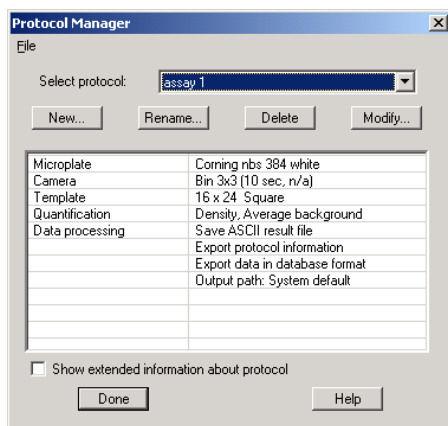 Protocol Manager
File
Select protocol: assay 1
New... Rename... Delete Modify...
Microplate Corning nbs 384 white
Camera Bin 3x3 (10 sec, n/a)
Template 16 x 24 Square
Quantification Density, Average background
Data processing Save ASCII result file
Export protocol information
Export data in database format
Output path: System default
Show extended information about protocol
Done Help